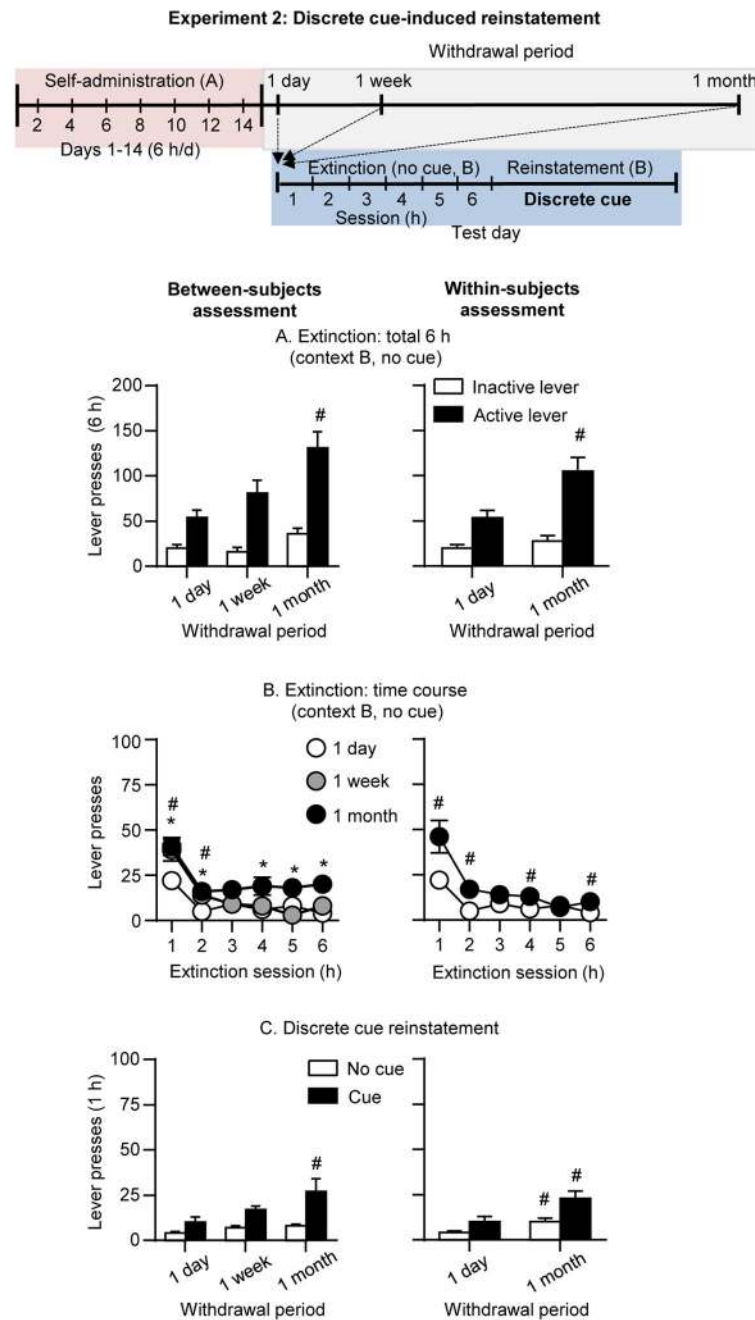 Experiment 2: Discrete cue-induced reinstatement
Withdrawal period
Self-administration (A)
1 day
1 week
1 month
2 4 6 8 10 12 14
Days 1-14 (6 h/d)
Extinction (no cue, B)
Reinstatement (B)
1 2 3 4 5 6
Discrete cue
Session (h)
Test day
Between-subjects
assessment
Within-subjects
assessment
A. Extinction: total 6 h
(context B, no cue)
Lever presses (6 h)
200
150
100
50
0
#
1 day
1 week
1 month
Withdrawal period
Inactive lever
Active lever
#
1 day
1 month
Withdrawal period
B. Extinction: time course
(context B, no cue)
Lever presses
100
75
50
25
0
1 day
1 week
1 month
#
*
#
*
* * *
1 2 3 4 5 6
Extinction session (h)
# # # #
1 2 3 4 5 6
Extinction session (h)
C. Discrete cue reinstatement
Lever presses (1 h)
100
75
50
25
0
No cue
Cue
#
1 day
1 week
1 month
Withdrawal period
# #
1 day
1 month
Withdrawal period